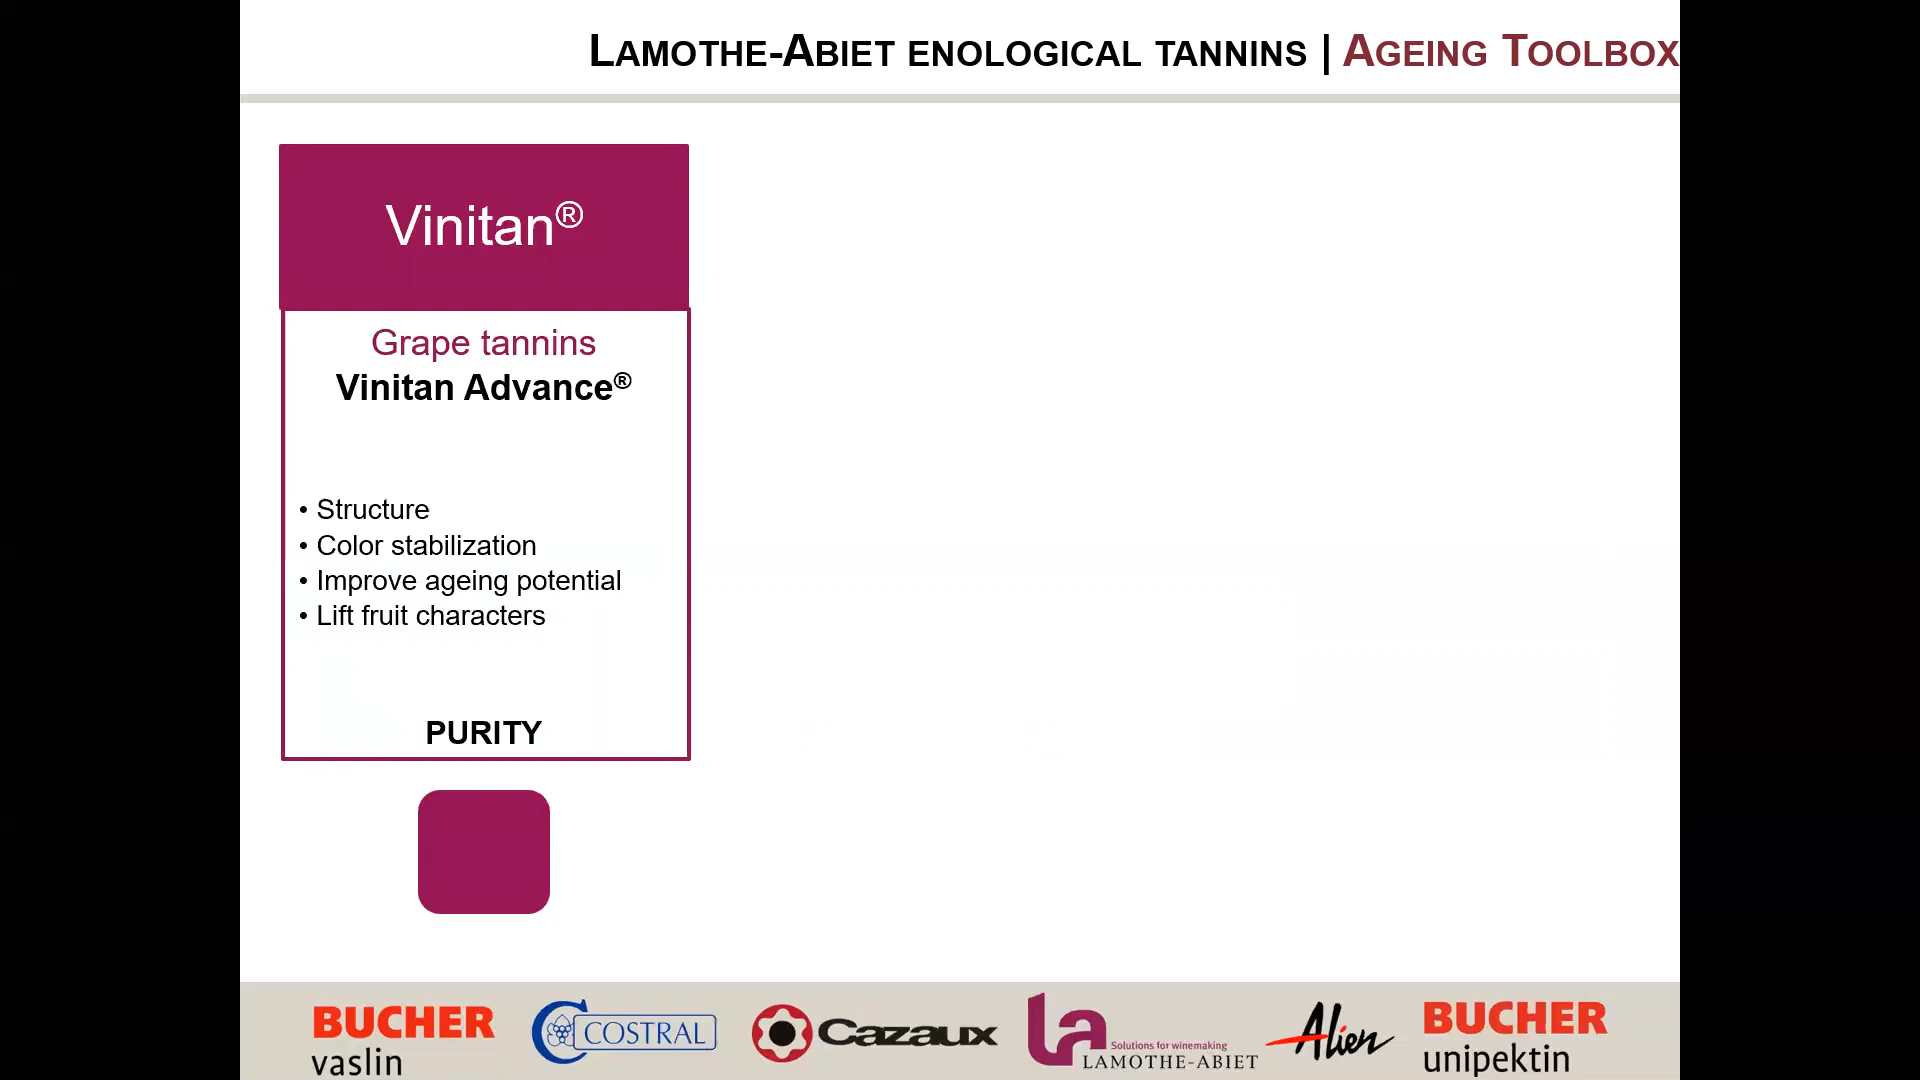 LAMOTHE-ABIET ENOLOGICAL TANNINS | AGEING TOOLBOX
Vinitan®
Grape tannins
Vinitan Advance®
• Structure
• Color stabilization
• Improve ageing potential
• Lift fruit characters
PURITY
BUCHER
vaslin
COSTRAL
Cazaux
la
Solutions for winemaking
LAMOTHE-ABIET
Alien
BUCHER
unipektin